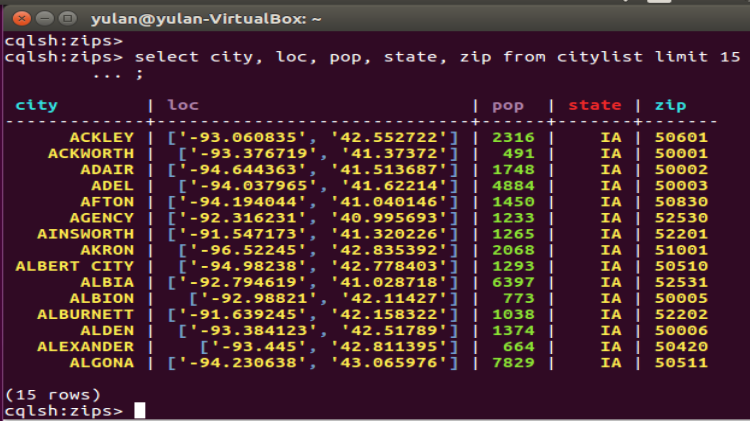 yulan@yulan-VirtualBox: ~
cqlsh:zips>
cqlsh:zips> select city, loc, pop, state, zip from citylist limit 15
... ;
city | loc | pop | state | zip
--------------+-------------------------------+------+-------+-------
ACKLEY | ['-93.060835', '42.552722'] | 2316 | IA | 50601
ACKWORTH | ['-93.376719', '41.37372'] | 491 | IA | 50001
ADAIR | ['-94.644363', '41.513687'] | 1748 | IA | 50002
ADEL | ['-94.037965', '41.62214'] | 4884 | IA | 50003
AFTON | ['-94.194044', '41.040146'] | 1450 | IA | 50830
AGENCY | ['-92.316231', '40.995693'] | 1233 | IA | 52530
AINSWORTH | ['-91.547173', '41.320226'] | 1265 | IA | 52201
AKRON | ['-96.52245', '42.835392'] | 2068 | IA | 51001
ALBERT CITY | ['-94.98238', '42.778403'] | 1293 | IA | 50510
ALBIA | ['-92.794619', '41.028718'] | 6397 | IA | 52531
ALBION | ['-92.98821', '42.11427'] | 773 | IA | 50005
ALBURNETT | ['-91.639245', '42.158322'] | 1038 | IA | 52202
ALDEN | ['-93.384123', '42.51789'] | 1374 | IA | 50006
ALEXANDER | ['-93.445', '42.811395'] | 664 | IA | 50420
ALGONA | ['-94.230638', '43.065976'] | 7829 | IA | 50511
(15 rows)
cqlsh:zips>